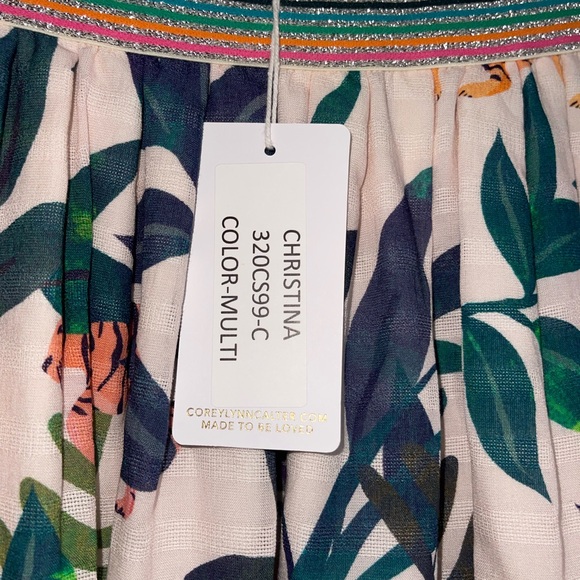 CHRISTINA
320CS99-C
COLOR-MULTI
COREYLYNNCALTER.COM
MADE TO BE LOVED